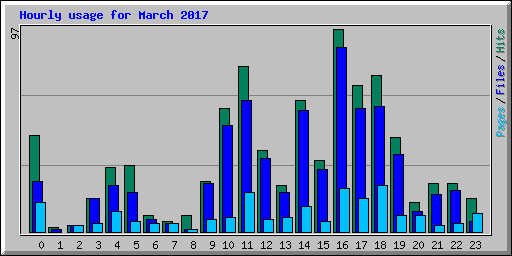 Hourly usage for March 2017
97
Pages / Files / Hits
0 1 2 3 4 5 6 7 8 9 10 11 12 13 14 15 16 17 18 19 20 21 22 23